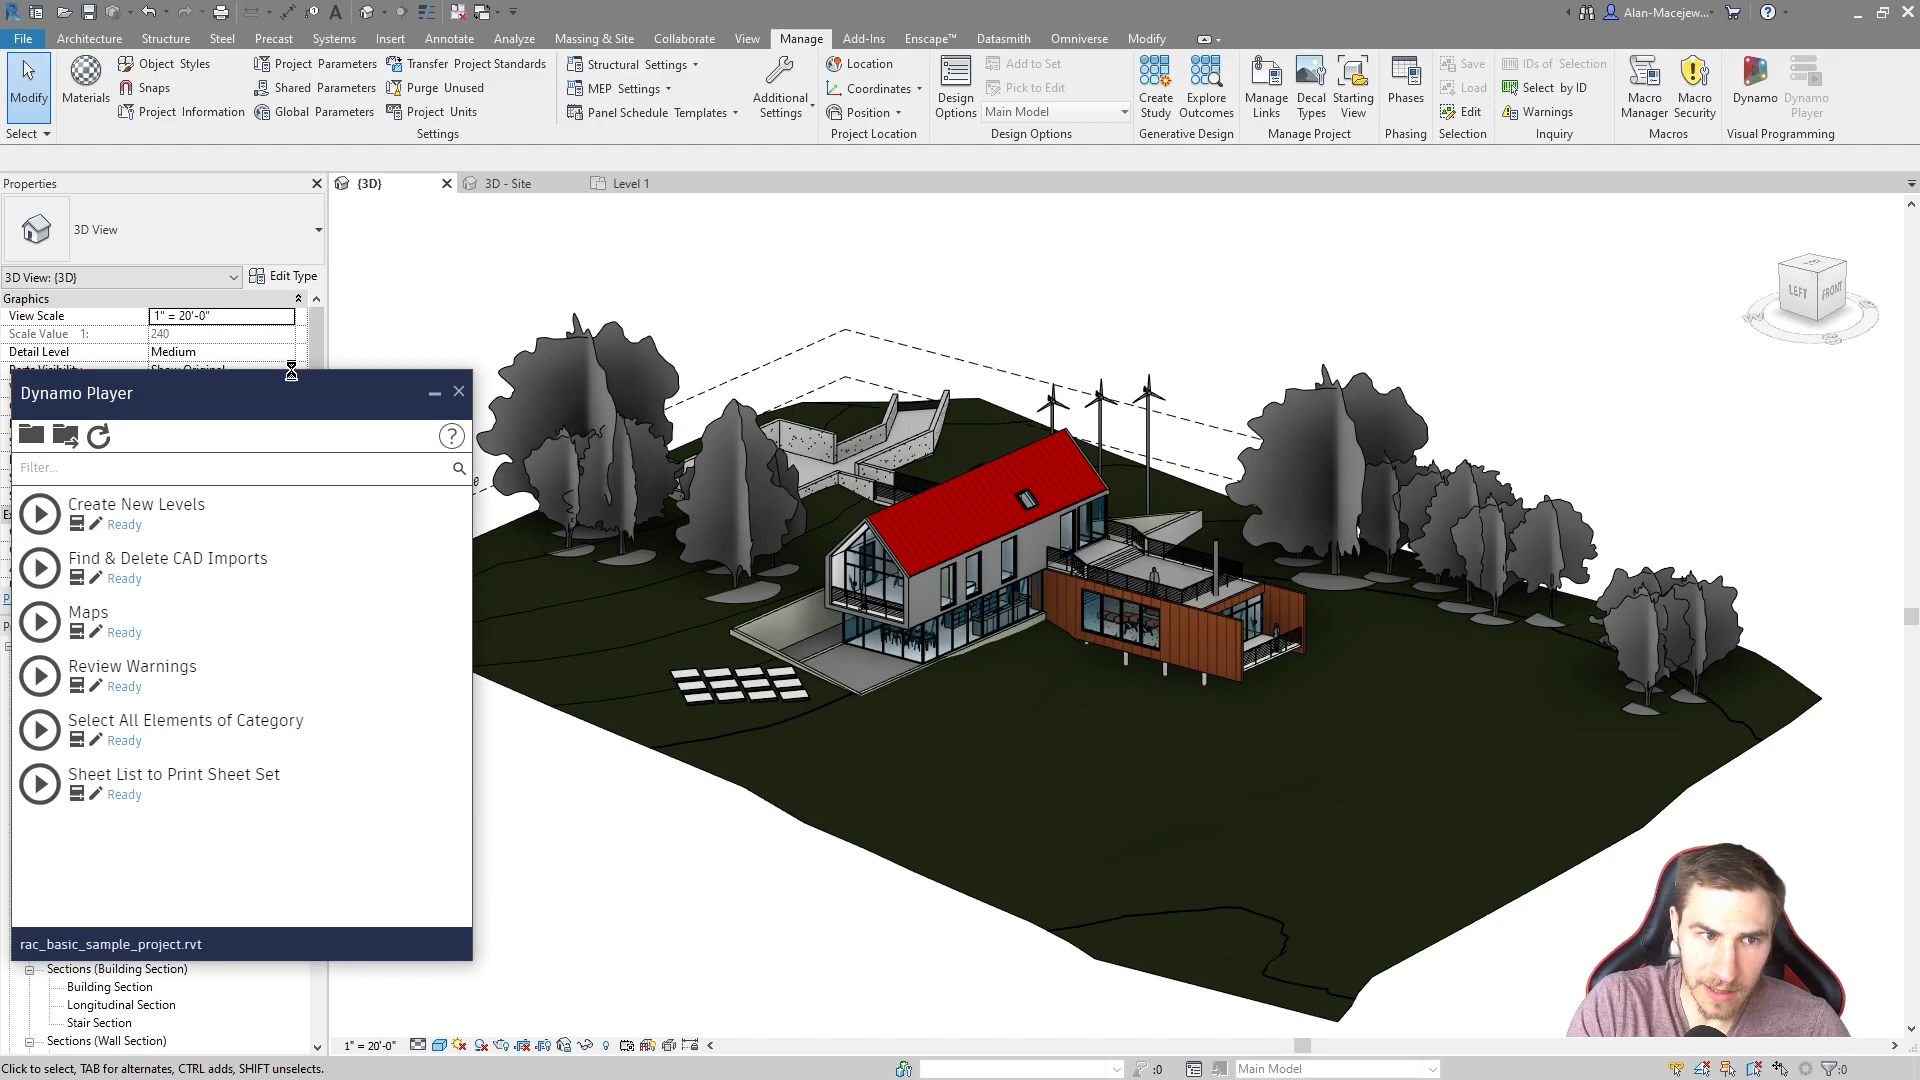 Alan-Macejew...
File Architecture Structure Steel Precast Systems Insert Annotate Analyze Massing & Site Collaborate View Manage Add-Ins Enscape™ Datasmith Omniverse Modify
Modify
Materials
Object Styles
Snaps
Project Information
Project Parameters
Shared Parameters
Global Parameters
Transfer Project Standards
Purge Unused
Project Units
Structural Settings
MEP Settings
Panel Schedule Templates
Additional
Settings
Location
Coordinates
Position
Design
Options
Add to Set
Pick to Edit
Main Model
Create
Study
Explore
Outcomes
Manage
Links
Decal
Types
Starting
View
Phases
Save
Load
Edit
IDs of Selection
Select by ID
Warnings
Macro
Manager
Macro
Security
Dynamo
Dynamo
Player
Select
Settings
Project Location
Design Options
Generative Design
Manage Project
Phasing
Selection
Inquiry
Macros
Visual Programming
Properties
{3D}
3D - Site
Level 1
3D View
3D View: {3D}
Edit Type
Graphics
View Scale 1" = 20'-0"
Scale Value 1: 240
Detail Level Medium
LEFT
FRONT
Dynamo Player
Filter...
Create New Levels
Ready
Find & Delete CAD Imports
Ready
Maps
Ready
Review Warnings
Ready
Select All Elements of Category
Ready
Sheet List to Print Sheet Set
Ready
rac_basic_sample_project.rvt
Sections (Building Section)
Building Section
Longitudinal Section
Stair Section
Sections (Wall Section)
1" = 20'-0"
Click to select, TAB for alternates, CTRL adds, SHIFT unselects.
:0
Main Model
:0